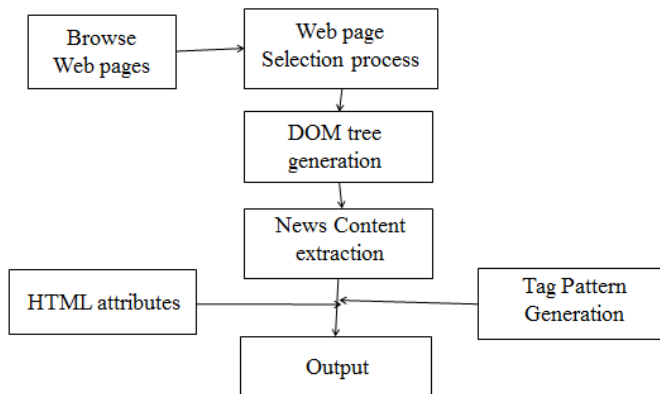 Browse
Web pages
Web page
Selection process
DOM tree
generation
News Content
extraction
HTML attributes
Tag Pattern
Generation
Output